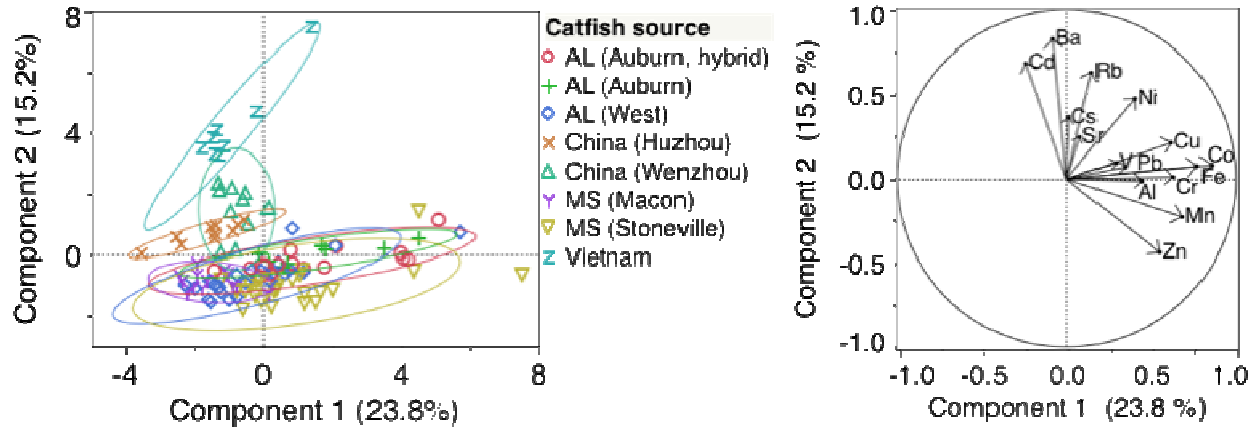 Catfish source
AL (Auburn, hybrid)
AL (Auburn)
AL (West)
China (Huzhou)
China (Wenzhou)
MS (Macon)
MS (Stoneville)
Vietnam
8
4
0
-4
0
4
8
Component 2 (15.2%)
Component 1 (23.8%)
1.0
0.5
0.0
-0.5
-1.0
-1.0
-0.5
0.0
0.5
1.0
Component 2 (15.2 %)
Component 1 (23.8 %)
Ba
Cd
Rb
Ni
Cs
Sr
Cu
V
Pb
Co
Fe
Cr
Al
Mn
Zn